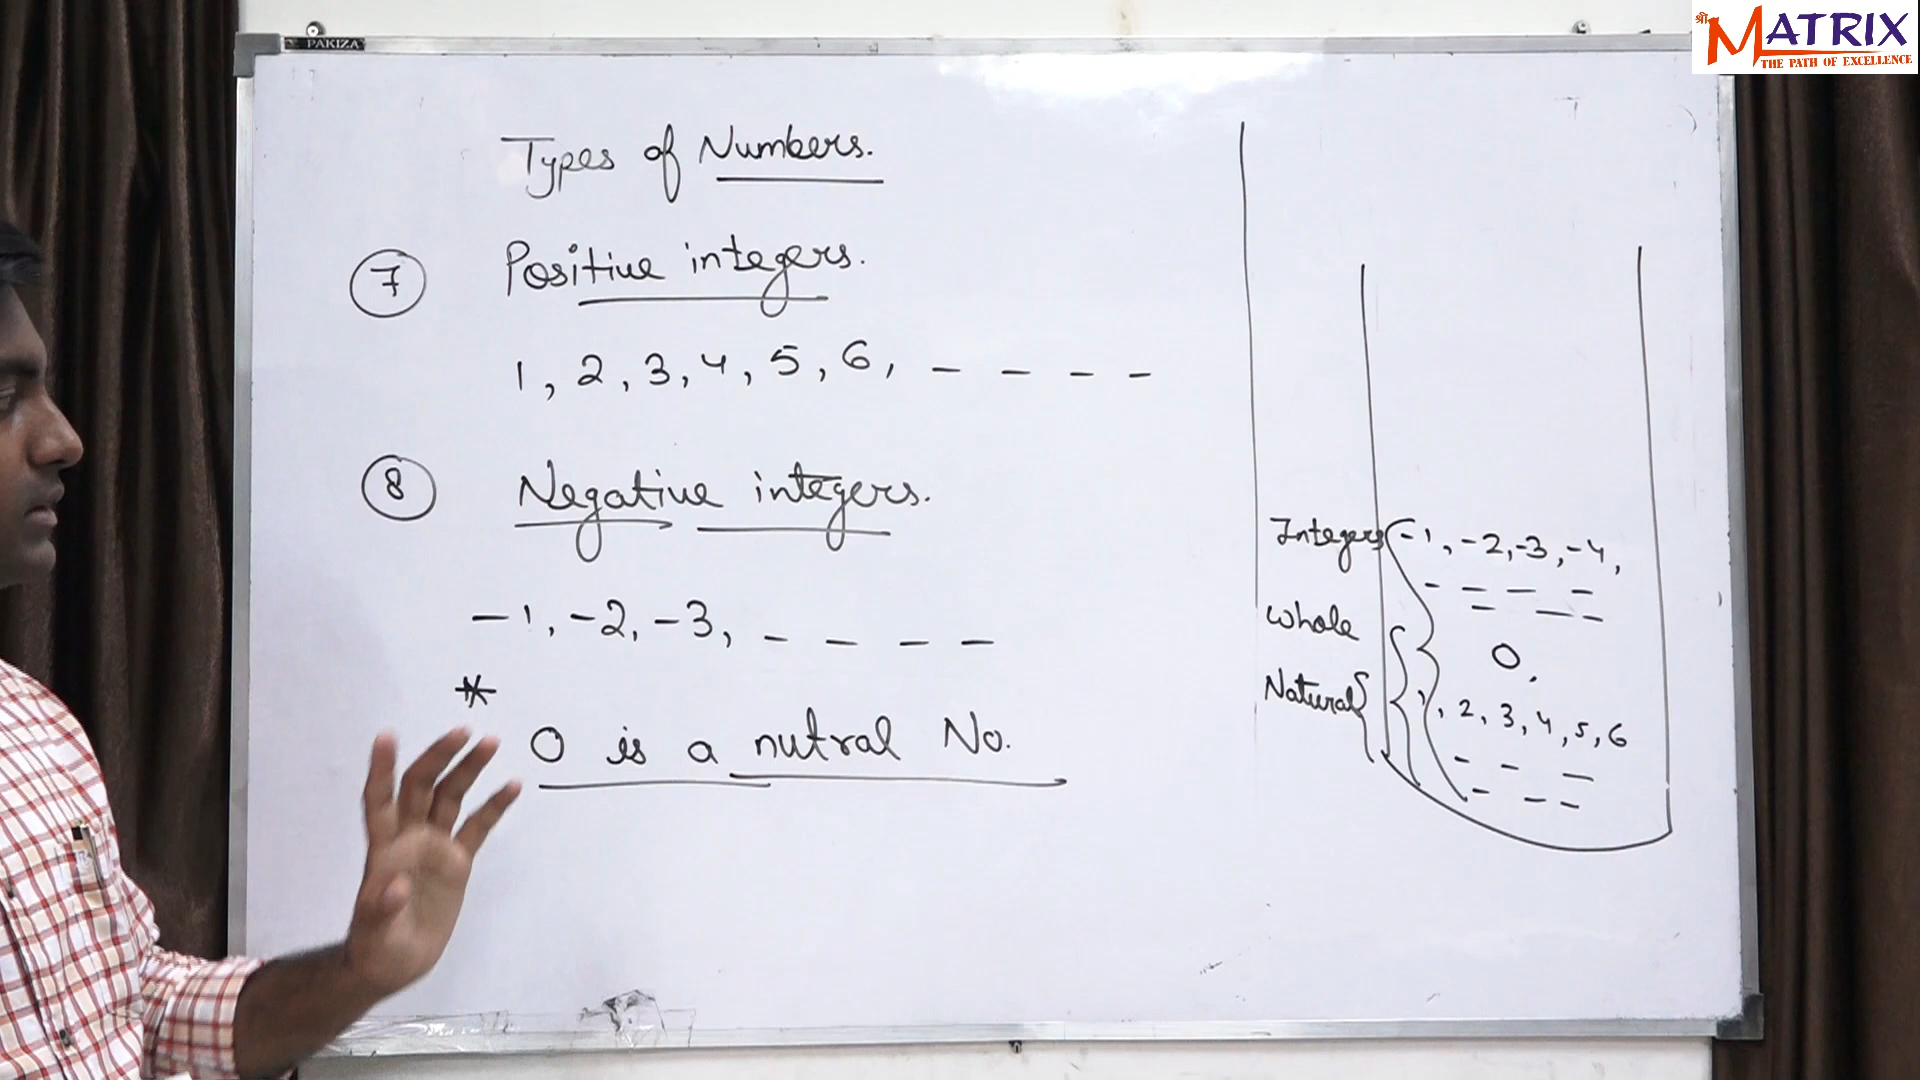 PAKIZA
श्री MATRIX
THE PATH OF EXCELLENCE
Types of Numbers.
7 Positive integers.
1, 2, 3, 4, 5, 6, – – – –
8 Negative integers.
–1, –2, –3, – – – –
*
0 is a nutral No.
Integers –1, –2, –3, –4,
– – – –
– – –
Whole
0,
Natural 1, 2, 3, 4, 5, 6
– – –
– – –